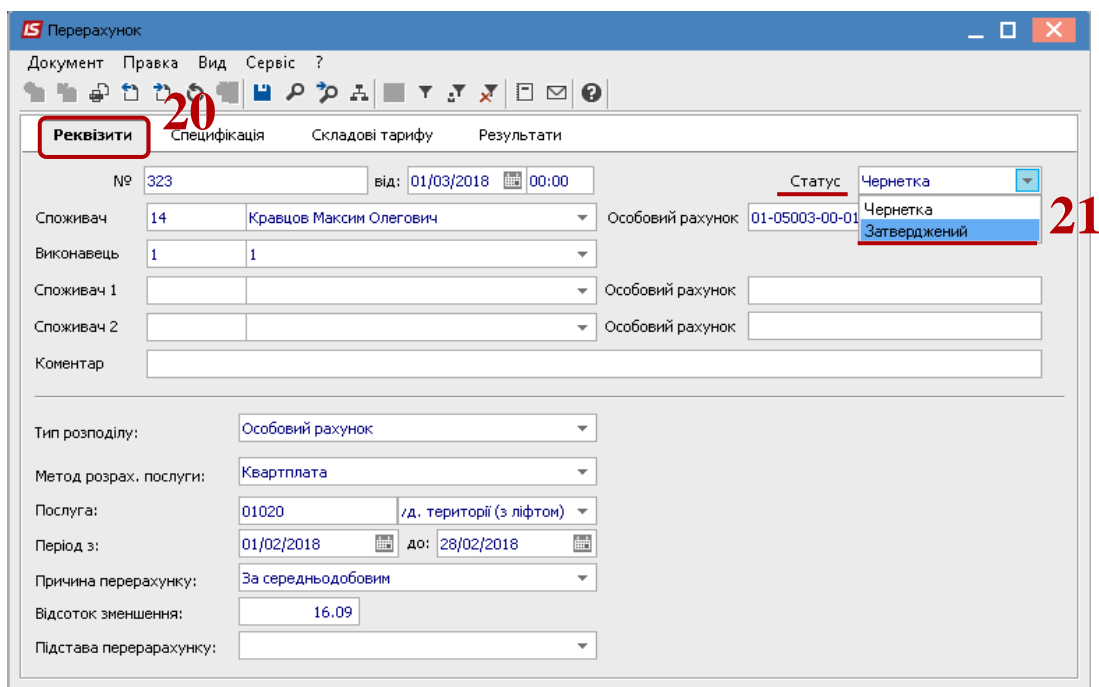 IS Перерахунок
Документ Правка Вид Сервіс ?
20
Реквізити Специфікація Складові тарифу Результати
№ 323 від: 01/03/2018 00:00 Статус Чернетка
Чернетка
Затверджений
21
Споживач 14 Кравцов Максим Олегович Особовий рахунок 01-05003-00-01
Виконавець 1 1
Споживач 1 Особовий рахунок
Споживач 2 Особовий рахунок
Коментар
Тип розподілу: Особовий рахунок
Метод розрах. послуги: Квартплата
Послуга: 01020 /д. території (з ліфтом)
Період з: 01/02/2018 до: 28/02/2018
Причина перерахунку: За середньодобовим
Відсоток зменшення: 16.09
Підстава перерарахунку: